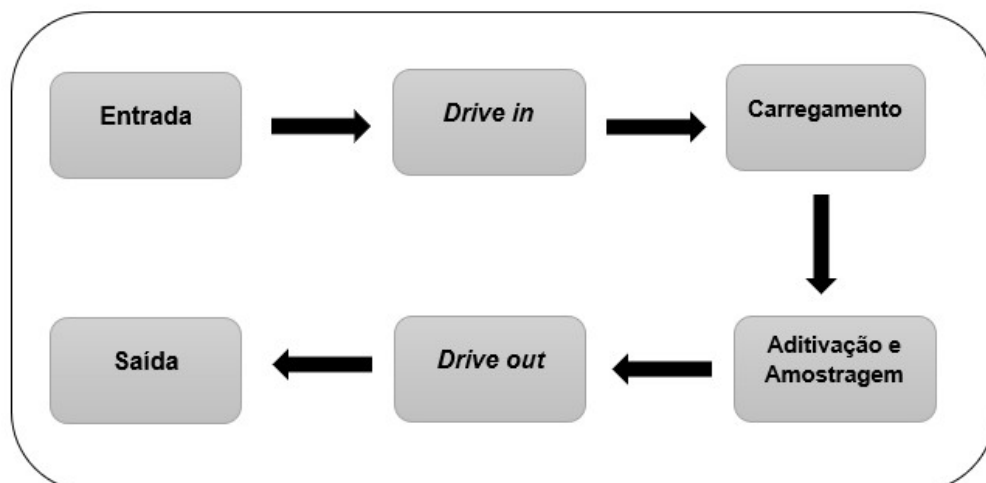 Entrada
Drive in
Carregamento
Aditivação e
Amostragem
Drive out
Saída